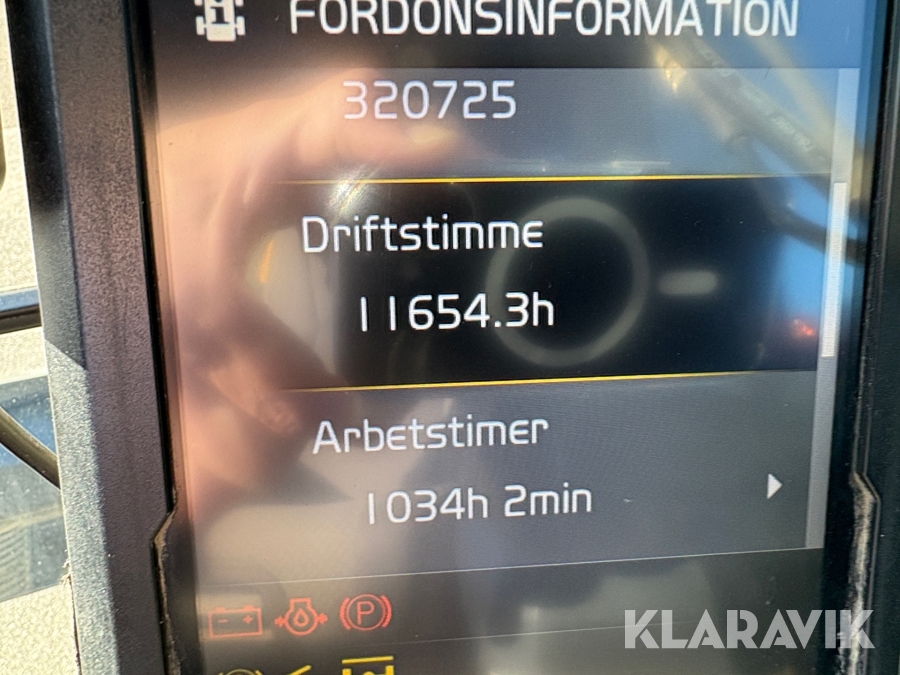 FORDONSINFORMATION
320725
Driftstimme
11654.3h
Arbetstimer
1034h 2min
P
KLARAVIK